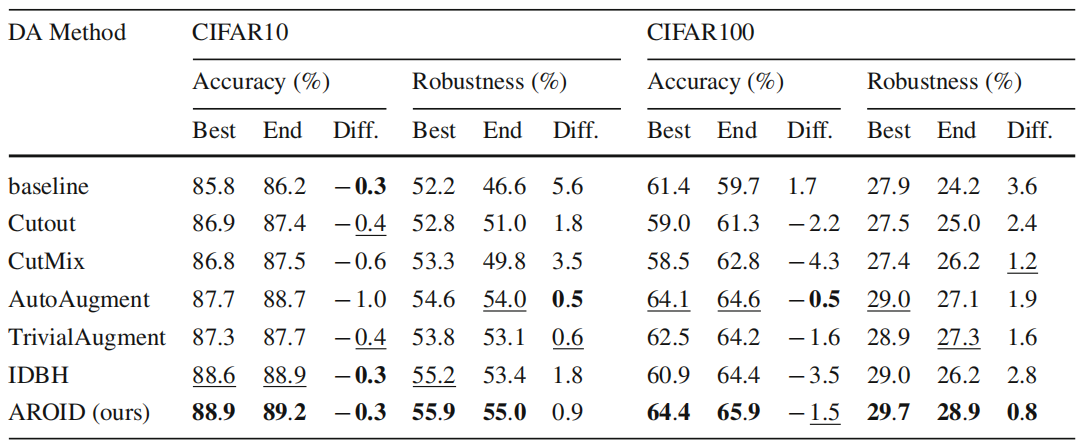 DA Method CIFAR10 CIFAR100
Accuracy (%) Robustness (%) Accuracy (%) Robustness (%)
Best End Diff. Best End Diff. Best End Diff. Best End Diff.
baseline 85.8 86.2 −0.3 52.2 46.6 5.6 61.4 59.7 1.7 27.9 24.2 3.6
Cutout 86.9 87.4 −0.4 52.8 51.0 1.8 59.0 61.3 −2.2 27.5 25.0 2.4
CutMix 86.8 87.5 −0.6 53.3 49.8 3.5 58.5 62.8 −4.3 27.4 26.2 1.2
AutoAugment 87.7 88.7 −1.0 54.6 54.0 0.5 64.1 64.6 −0.5 29.0 27.1 1.9
TrivialAugment 87.3 87.7 −0.4 53.8 53.1 0.6 62.5 64.2 −1.6 28.9 27.3 1.6
IDBH 88.6 88.9 −0.3 55.2 53.4 1.8 60.9 64.4 −3.5 29.0 26.2 2.8
AROID (ours) 88.9 89.2 −0.3 55.9 55.0 0.9 64.4 65.9 −1.5 29.7 28.9 0.8